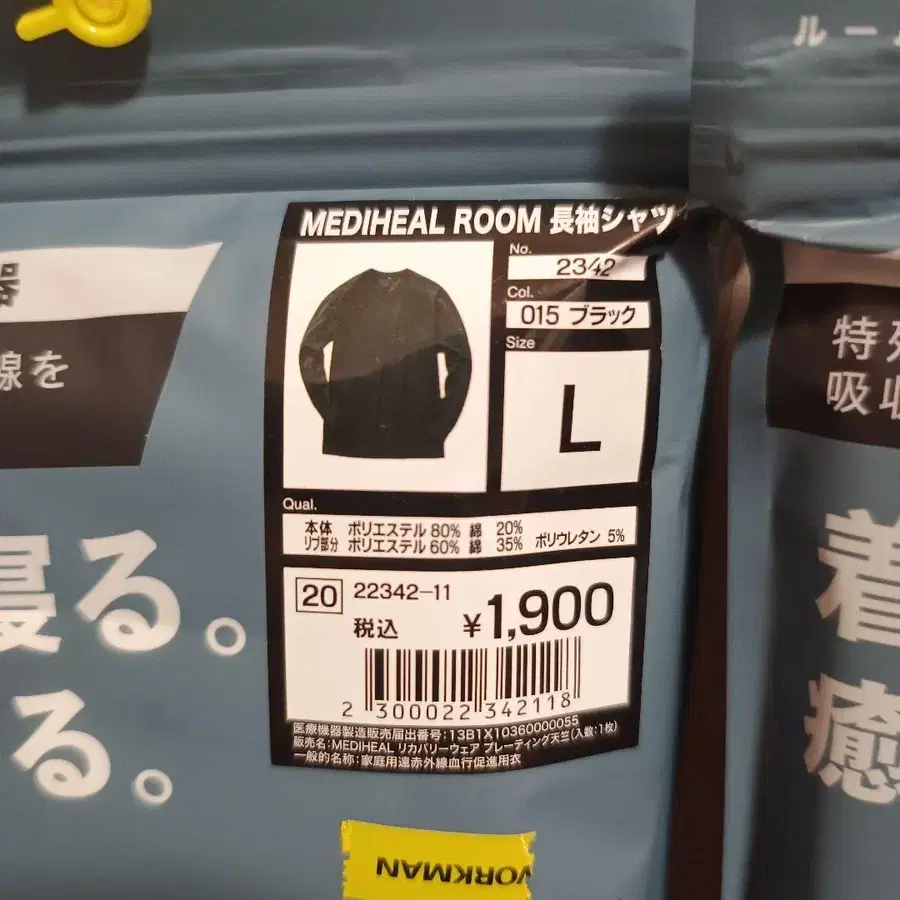 ルー
MEDIHEAL ROOM 長袖シャツ
No.
2342
Col.
015 ブラック
Size
L
器
線を
特殊
吸収
Qual.
本体 ポリエステル 80% 綿 20%
リブ部分 ポリエステル 60% 綿 35% ポリウレタン 5%
20 22342-11
税込 ¥1,900
2 300022 342118
医療機器製造販売届出番号:13B1X10360000055
販売名:MEDIHEAL リカバリーウェア プレーティング天竺(入数:1枚)
一般的名称:家庭用遠赤外線血行促進用衣
寝る。
る。
着
癒
WORKMAN